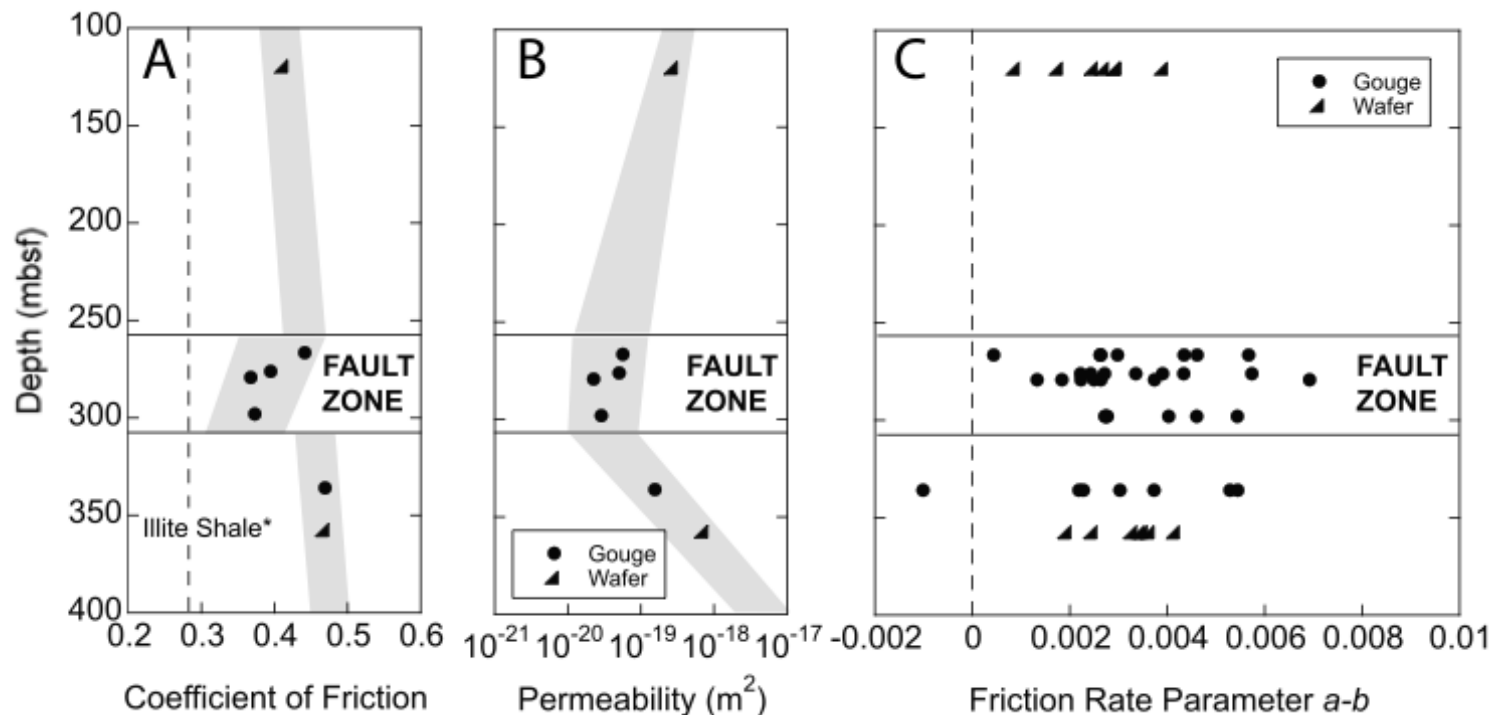 A
B
C
Depth (mbsf)
100
150
200
250
300
350
400
FAULT
ZONE
Illite Shale*
0.2 0.3 0.4 0.5 0.6
Coefficient of Friction
FAULT
ZONE
Gouge
Wafer
10-21 10-20 10-19 10-18 10-17
Permeability (m2)
Gouge
Wafer
FAULT
ZONE
-0.002 0 0.002 0.004 0.006 0.008 0.01
Friction Rate Parameter a-b